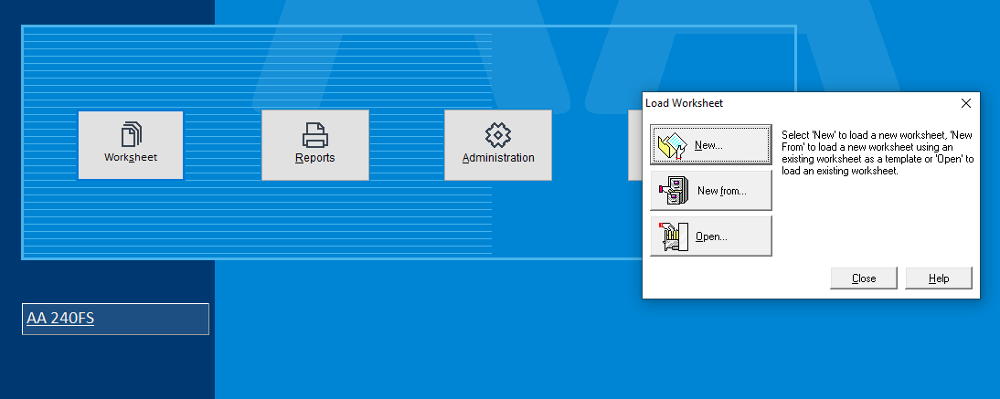 Worksheet
Reports
Administration
AA 240FS
Load Worksheet
New...
New from...
Open...
Select 'New' to load a new worksheet, 'New
From' to load a new worksheet using an
existing worksheet as a template or 'Open' to
load an existing worksheet.
Close
Help